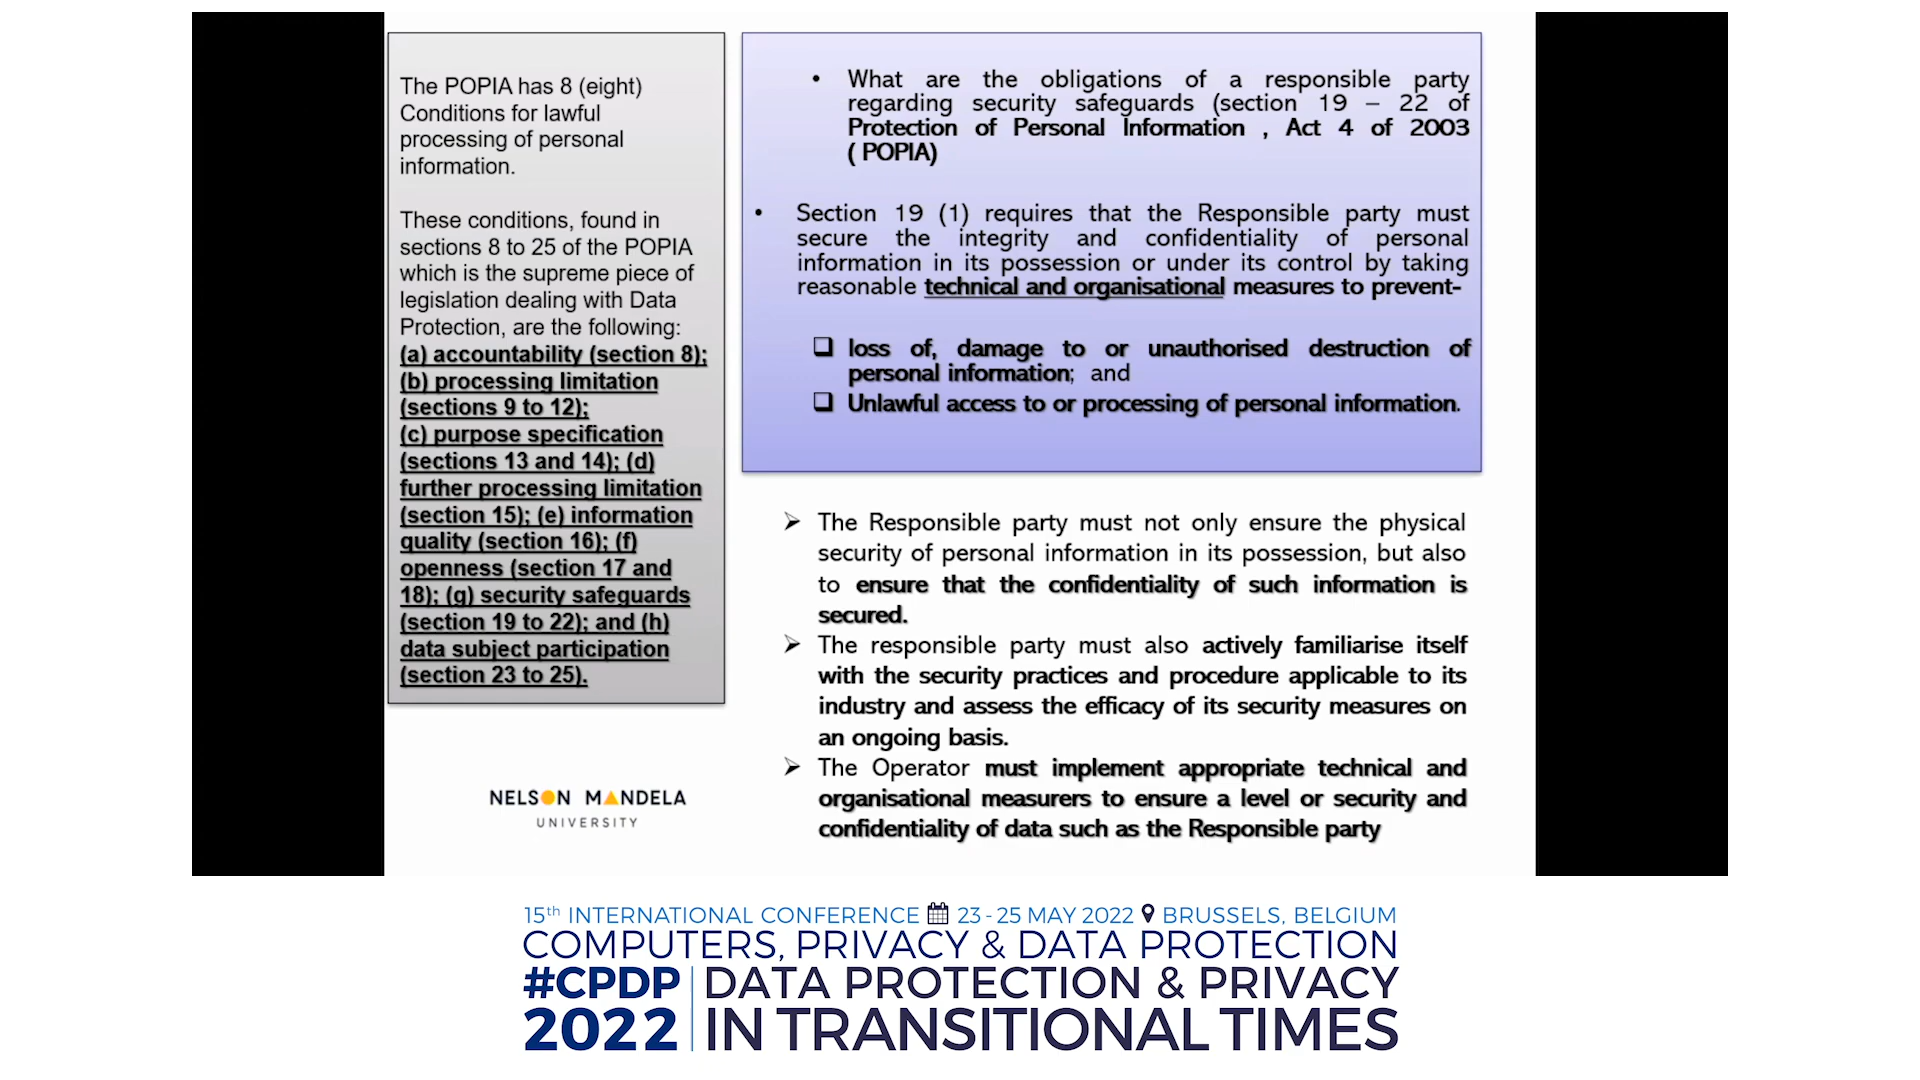 The POPIA has 8 (eight)
Conditions for lawful
processing of personal
information.
These conditions, found in
sections 8 to 25 of the POPIA
which is the supreme piece of
legislation dealing with Data
Protection, are the following:
(a) accountability (section 8);
(b) processing limitation
(sections 9 to 12);
(c) purpose specification
(sections 13 and 14); (d)
further processing limitation
(section 15); (e) information
quality (section 16); (f)
openness (section 17 and
18); (g) security safeguards
(section 19 to 22); and (h)
data subject participation
(section 23 to 25).
NELSON MANDELA
UNIVERSITY
• What are the obligations of a responsible party
regarding security safeguards (section 19 – 22 of
Protection of Personal Information , Act 4 of 2003
( POPIA)
• Section 19 (1) requires that the Responsible party must
secure the integrity and confidentiality of personal
information in its possession or under its control by taking
reasonable technical and organisational measures to prevent-
❑ loss of, damage to or unauthorised destruction of
personal information; and
❑ Unlawful access to or processing of personal information.
➢ The Responsible party must not only ensure the physical
security of personal information in its possession, but also
to ensure that the confidentiality of such information is
secured.
➢ The responsible party must also actively familiarise itself
with the security practices and procedure applicable to its
industry and assess the efficacy of its security measures on
an ongoing basis.
➢ The Operator must implement appropriate technical and
organisational measurers to ensure a level or security and
confidentiality of data such as the Responsible party
15th INTERNATIONAL CONFERENCE 23 - 25 MAY 2022 BRUSSELS, BELGIUM
COMPUTERS, PRIVACY & DATA PROTECTION
#CPDP DATA PROTECTION & PRIVACY
2022 IN TRANSITIONAL TIMES